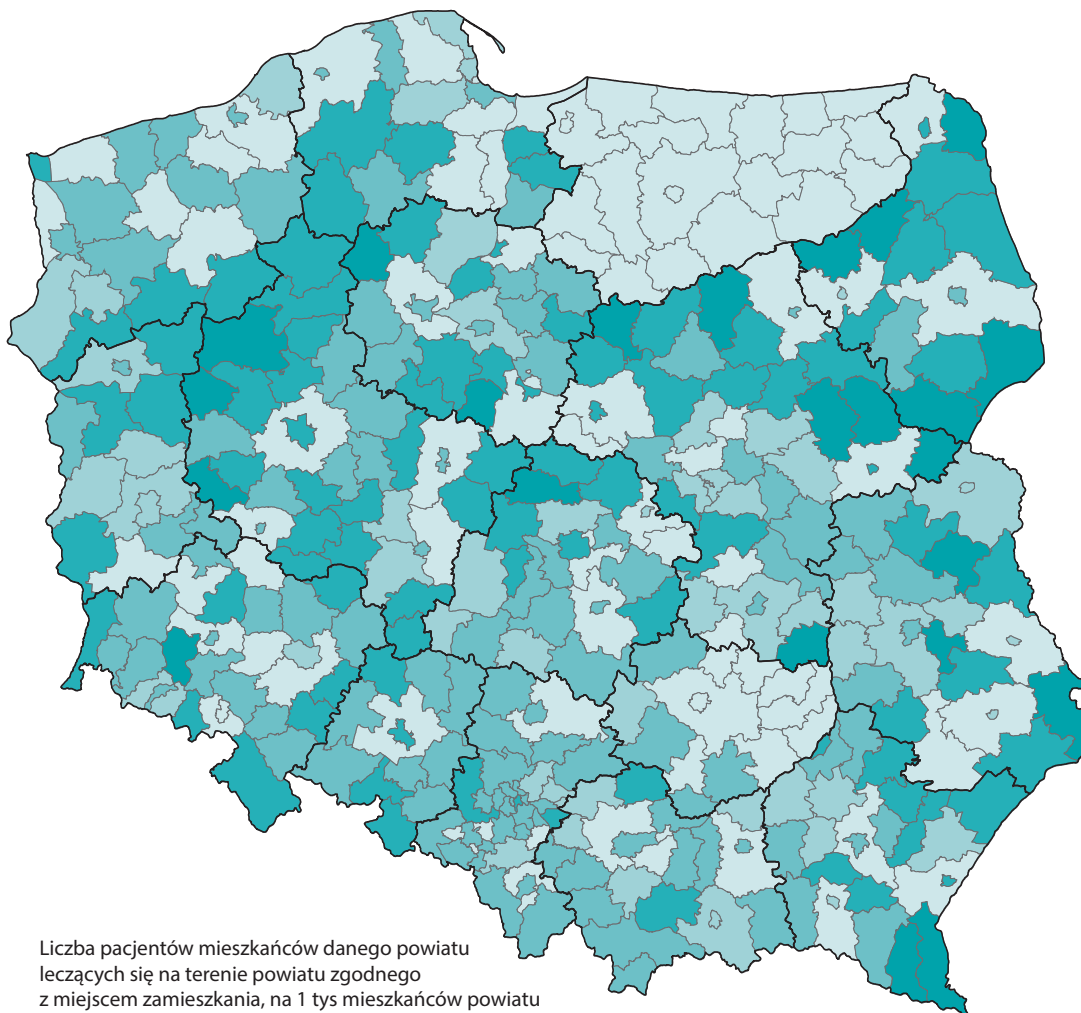 Liczba pacjentów mieszkańców danego powiatu
leczących się na terenie powiatu zgodnego
z miejscem zamieszkania, na 1 tys mieszkańców powiatu